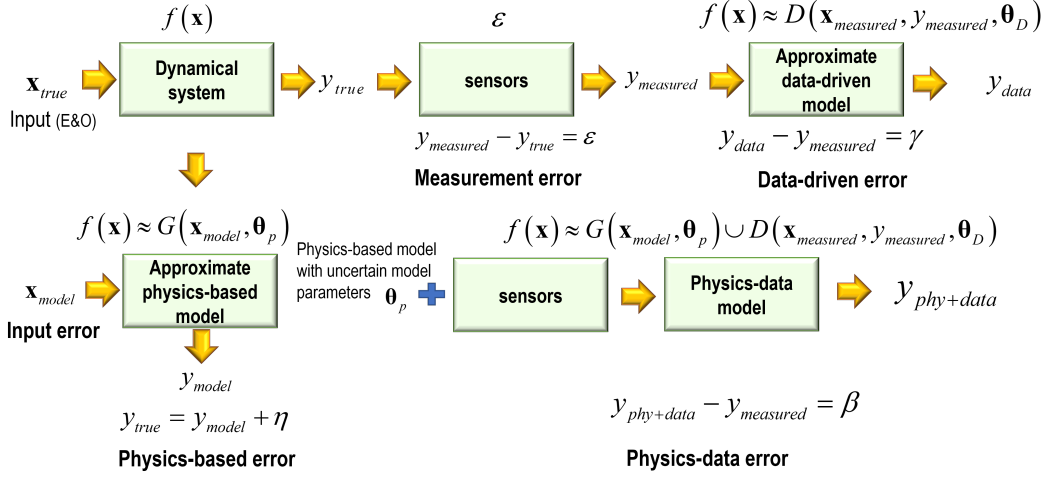 f(x)
ε
f(x) ≈ D(x_measured, y_measured, θ_D)
x_true
Input (E&O)
Dynamical
system
y_true
sensors
y_measured
Approximate
data-driven
model
y_data
y_measured − y_true = ε
Measurement error
y_data − y_measured = γ
Data-driven error
f(x) ≈ G(x_model, θ_p)
x_model
Input error
Approximate
physics-based
model
y_model
y_true = y_model + η
Physics-based error
Physics-based model
with uncertain model
parameters θ_p
f(x) ≈ G(x_model, θ_p) ∪ D(x_measured, y_measured, θ_D)
sensors
Physics-data
model
y_phy+data
y_phy+data − y_measured = β
Physics-data error